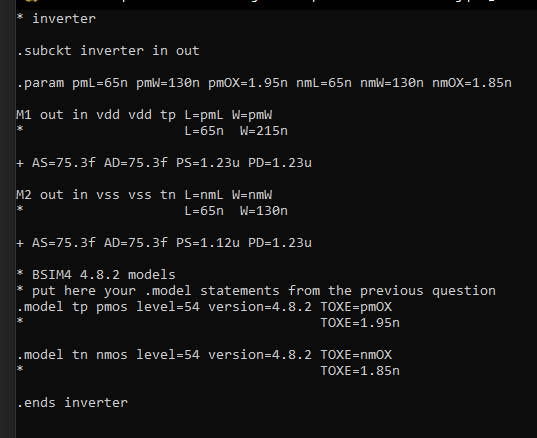 * inverter
.subckt inverter in out
.param pmL=65n pmW=130n pmOX=1.95n nmL=65n nmW=130n nmOX=1.85n
M1 out in vdd vdd tp L=pmL W=pmW
* L=65n W=215n
+ AS=75.3f AD=75.3f PS=1.23u PD=1.23u
M2 out in vss vss tn L=nmL W=nmW
* L=65n W=130n
+ AS=75.3f AD=75.3f PS=1.12u PD=1.23u
* BSIM4 4.8.2 models
* put here your .model statements from the previous question
.model tp pmos level=54 version=4.8.2 TOXE=pmOX
* TOXE=1.95n
.model tn nmos level=54 version=4.8.2 TOXE=nmOX
* TOXE=1.85n
.ends inverter